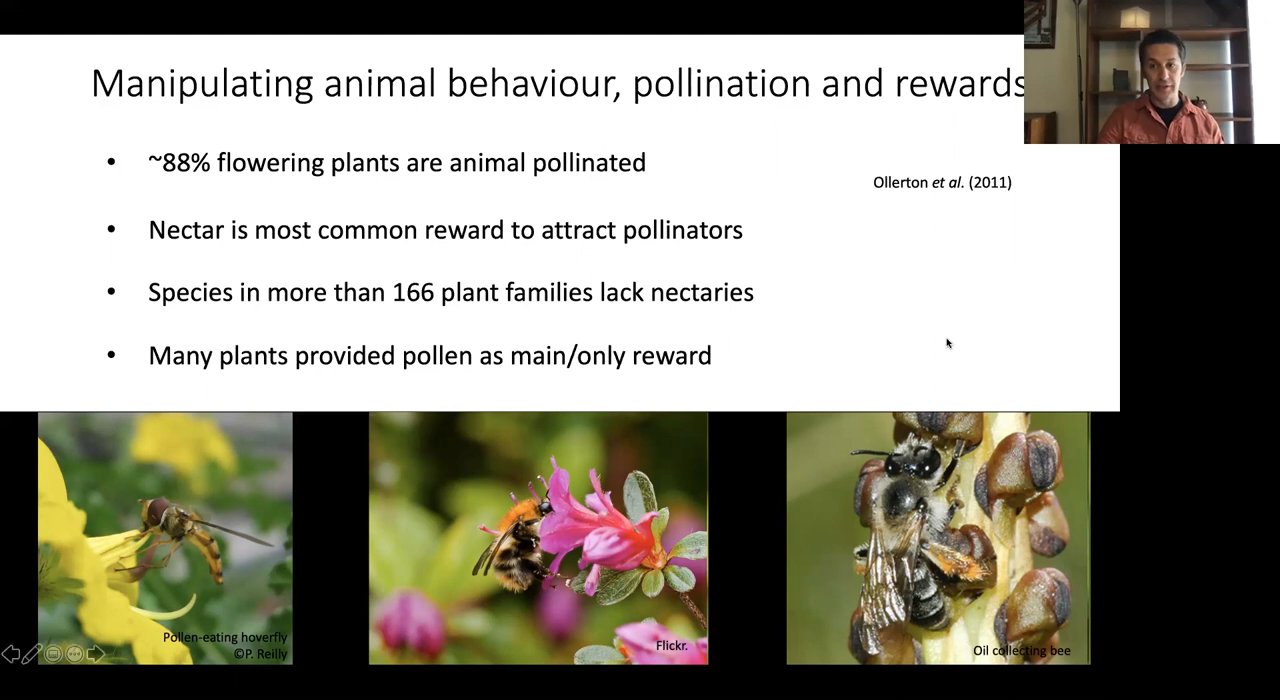 Manipulating animal behaviour, pollination and rewards
• ~88% flowering plants are animal pollinated
Ollerton et al. (2011)
• Nectar is most common reward to attract pollinators
• Species in more than 166 plant families lack nectaries
• Many plants provided pollen as main/only reward
Pollen-eating hoverfly
©P. Reilly
Flickr.
Oil collecting bee